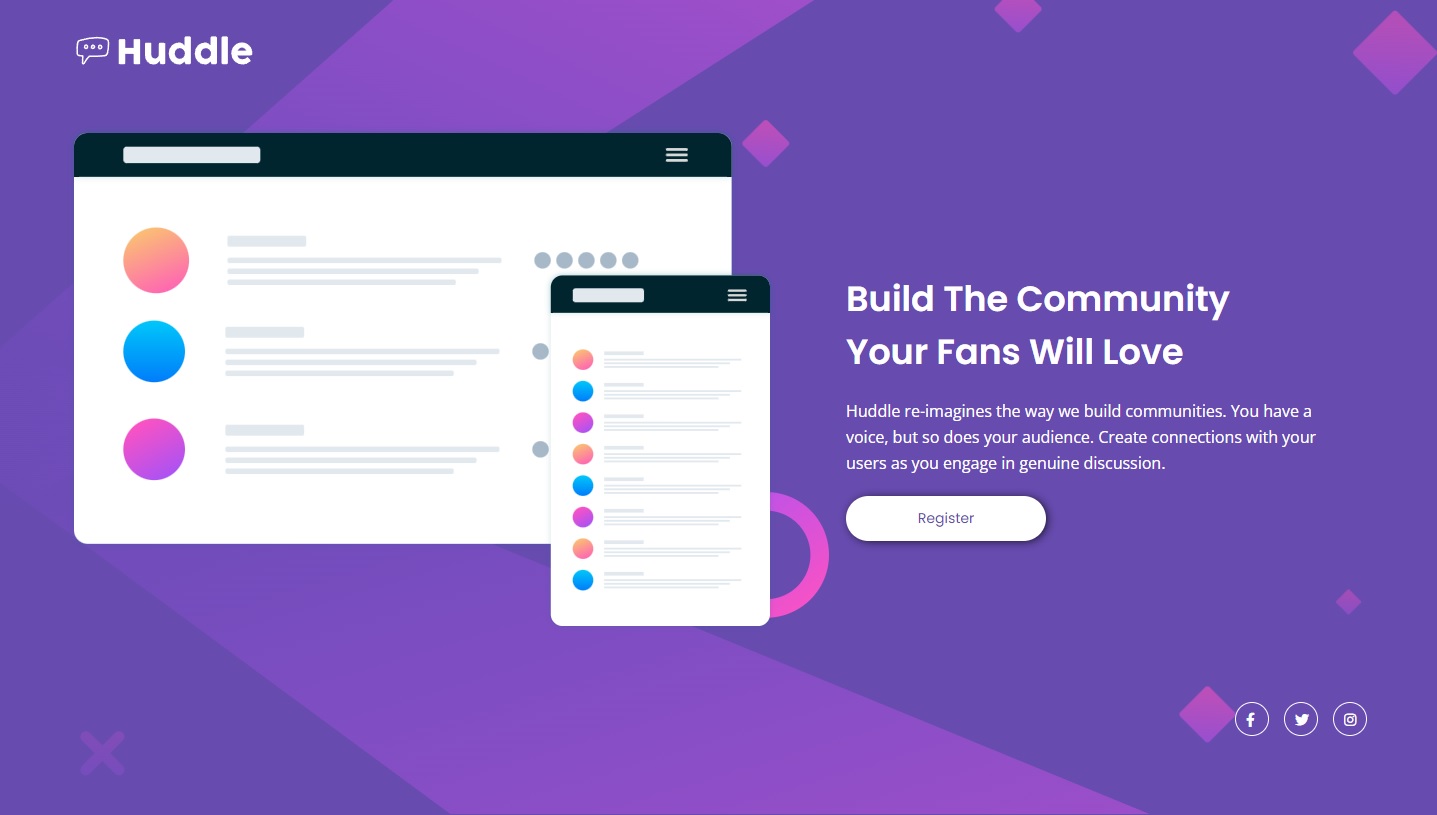 Huddle
Build The Community
Your Fans Will Love
Huddle re-imagines the way we build communities. You have a
voice, but so does your audience. Create connections with your
users as you engage in genuine discussion.
Register